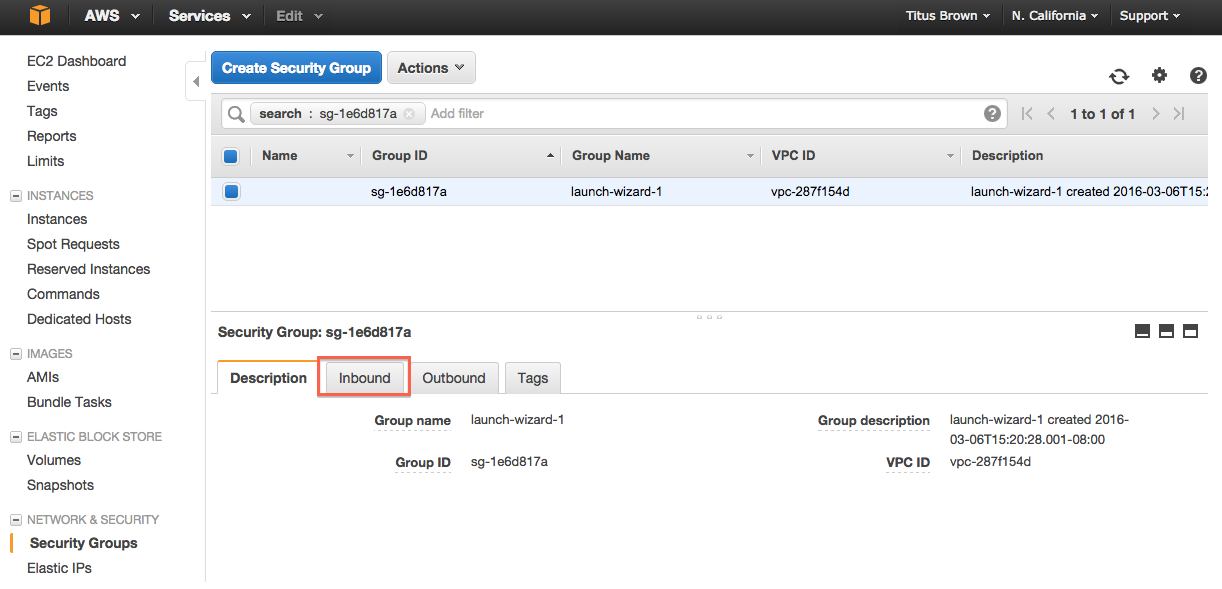 AWS Services Edit Titus Brown N. California Support
EC2 Dashboard
Events
Tags
Reports
Limits
INSTANCES
Instances
Spot Requests
Reserved Instances
Commands
Dedicated Hosts
IMAGES
AMIs
Bundle Tasks
ELASTIC BLOCK STORE
Volumes
Snapshots
NETWORK & SECURITY
Security Groups
Elastic IPs
Create Security Group Actions
search : sg-1e6d817a Add filter 1 to 1 of 1
Name Group ID Group Name VPC ID Description
sg-1e6d817a launch-wizard-1 vpc-287f154d launch-wizard-1 created 2016-03-06T15:2
Security Group: sg-1e6d817a
Description Inbound Outbound Tags
Group name launch-wizard-1
Group ID sg-1e6d817a
Group description launch-wizard-1 created 2016-
03-06T15:20:28.001-08:00
VPC ID vpc-287f154d